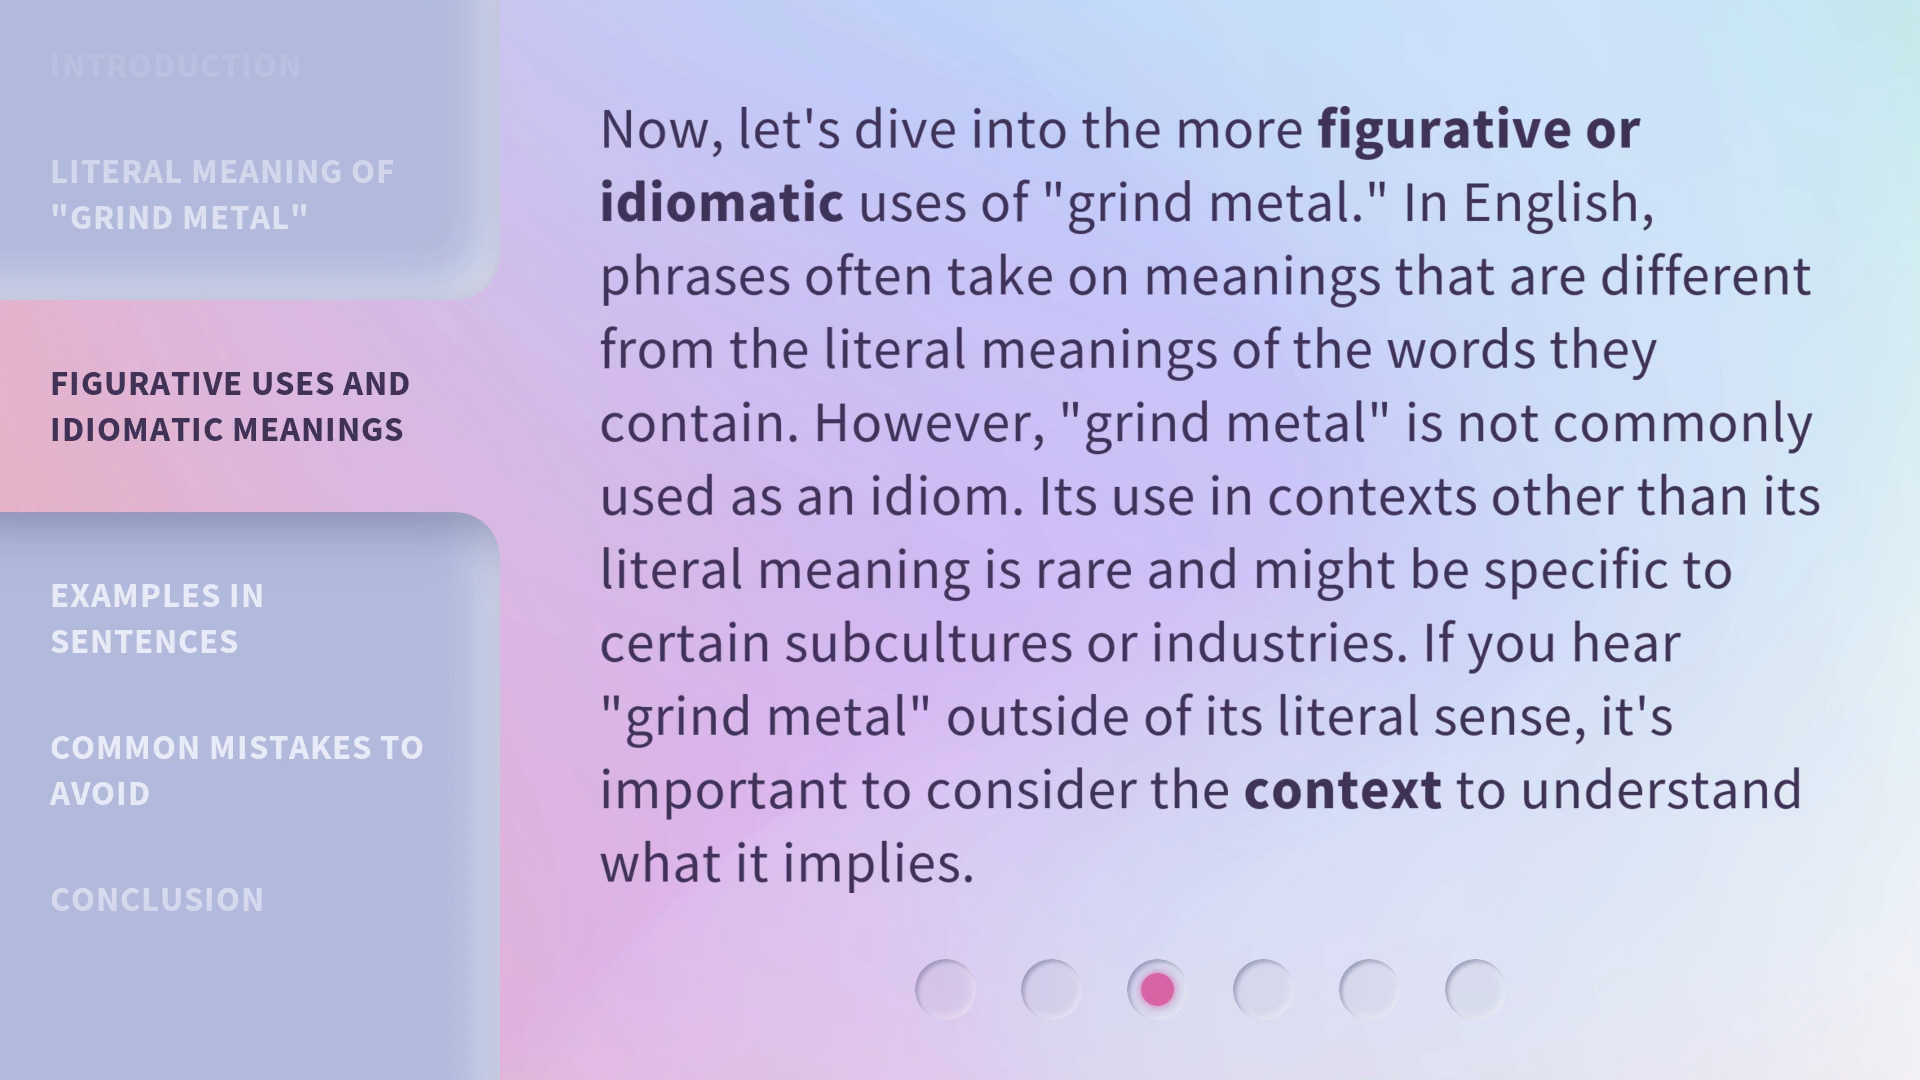 INTRODUCTION
LITERAL MEANING OF
"GRIND METAL"
FIGURATIVE USES AND
IDIOMATIC MEANINGS
EXAMPLES IN
SENTENCES
COMMON MISTAKES TO
AVOID
CONCLUSION
Now, let's dive into the more figurative or
idiomatic uses of "grind metal." In English,
phrases often take on meanings that are different
from the literal meanings of the words they
contain. However, "grind metal" is not commonly
used as an idiom. Its use in contexts other than its
literal meaning is rare and might be specific to
certain subcultures or industries. If you hear
"grind metal" outside of its literal sense, it's
important to consider the context to understand
what it implies.